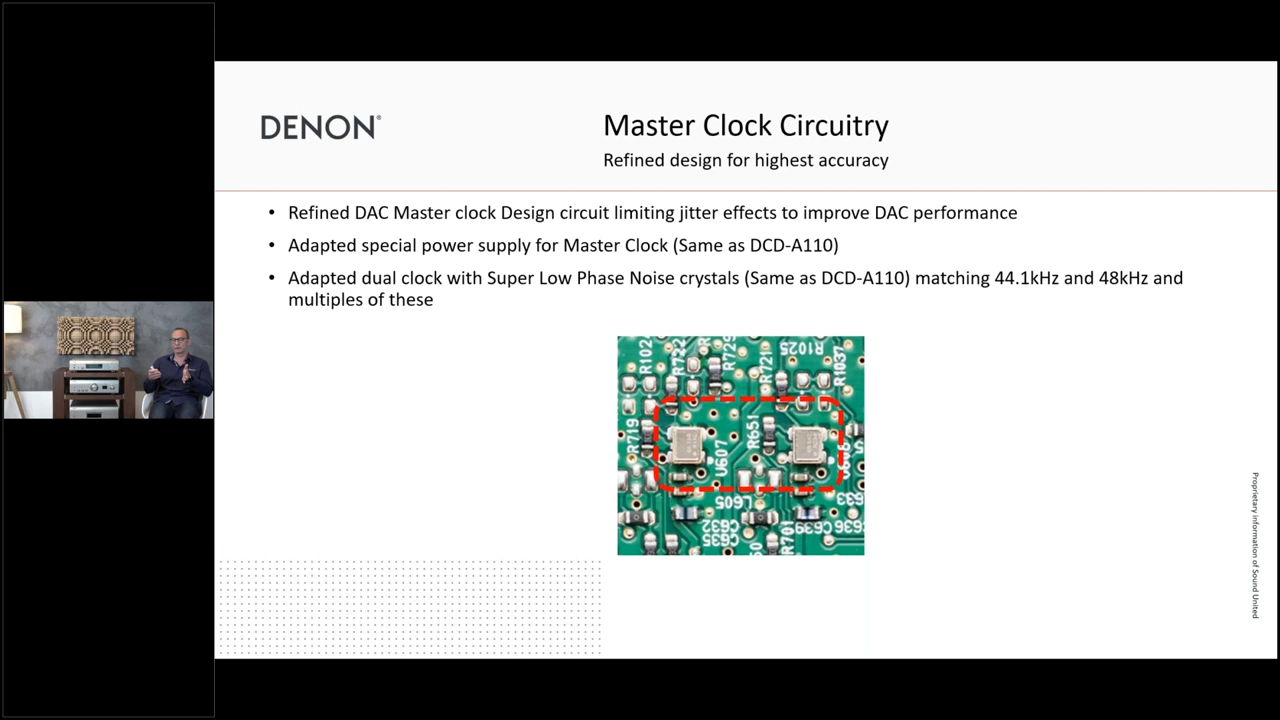 DENON®
Master Clock Circuitry
Refined design for highest accuracy
• Refined DAC Master clock Design circuit limiting jitter effects to improve DAC performance
• Adapted special power supply for Master Clock (Same as DCD-A110)
• Adapted dual clock with Super Low Phase Noise crystals (Same as DCD-A110) matching 44.1kHz and 48kHz and
multiples of these
R722
R721
R1025
R1037
R719
U607
R651
L605
C632
C639
C636
R701
Proprietary information of Sound United